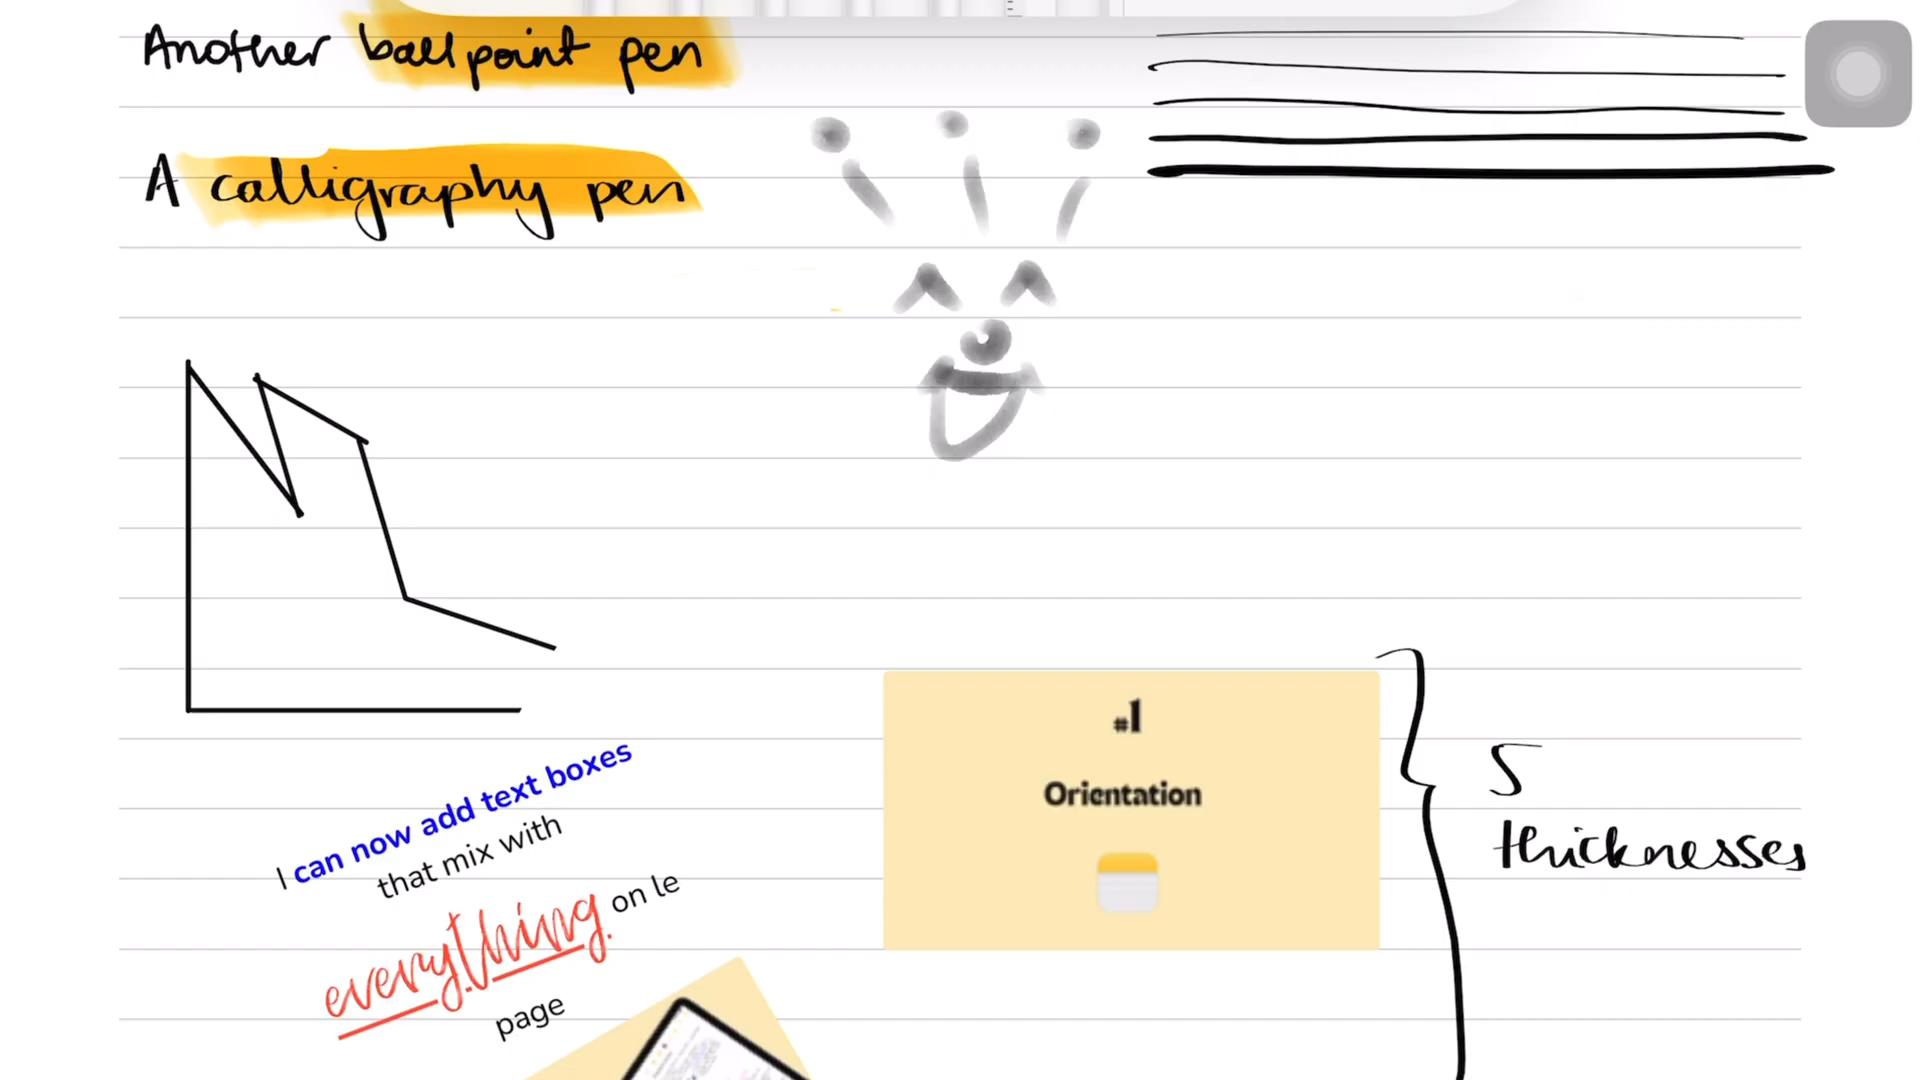 Another ballpoint pen
A calligraphy pen
I can now add text boxes
that mix with
everything on le
page
#1
Orientation
5
thicknesses